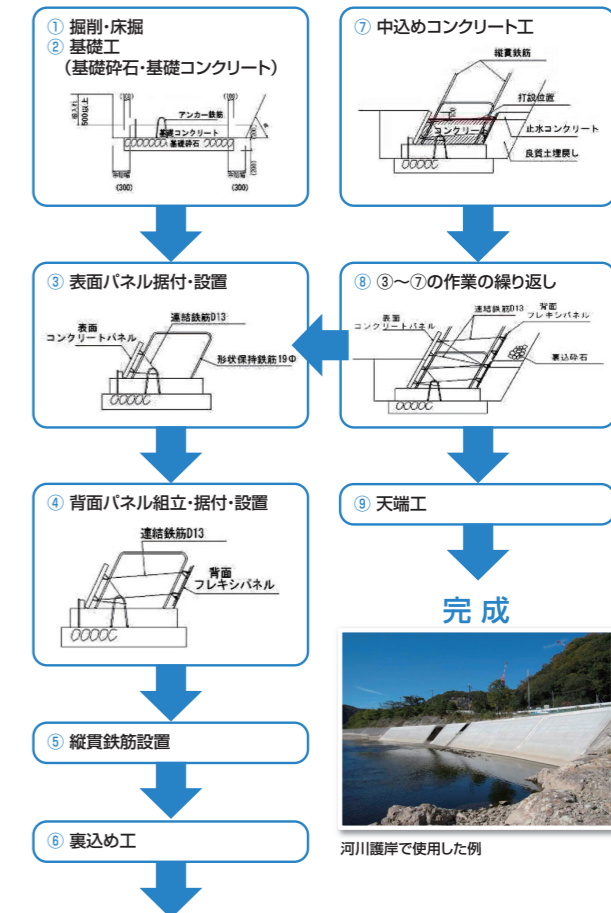 ① 掘削・床掘
② 基礎工
（基礎砕石・基礎コンクリート）
500以上
(100)
(100)
アンカー鉄筋
基礎コンクリート
基礎砕石
(200)
(300)
(300)
③ 表面パネル据付・設置
連結鉄筋D13
表面
コンクリートパネル
形状保持鉄筋19Φ
④ 背面パネル組立・据付・設置
連結鉄筋D13
背面
フレキシパネル
⑤ 縦貫鉄筋設置
⑥ 裏込め工
⑦ 中込めコンクリート工
縦貫鉄筋
打設位置
100
コンクリート
止水コンクリート
良質土埋戻し
⑧ ③～⑦の作業の繰り返し
連結鉄筋D13
背面
フレキシパネル
表面
コンクリートパネル
裏込砕石
⑨ 天端工
完成
河川護岸で使用した例